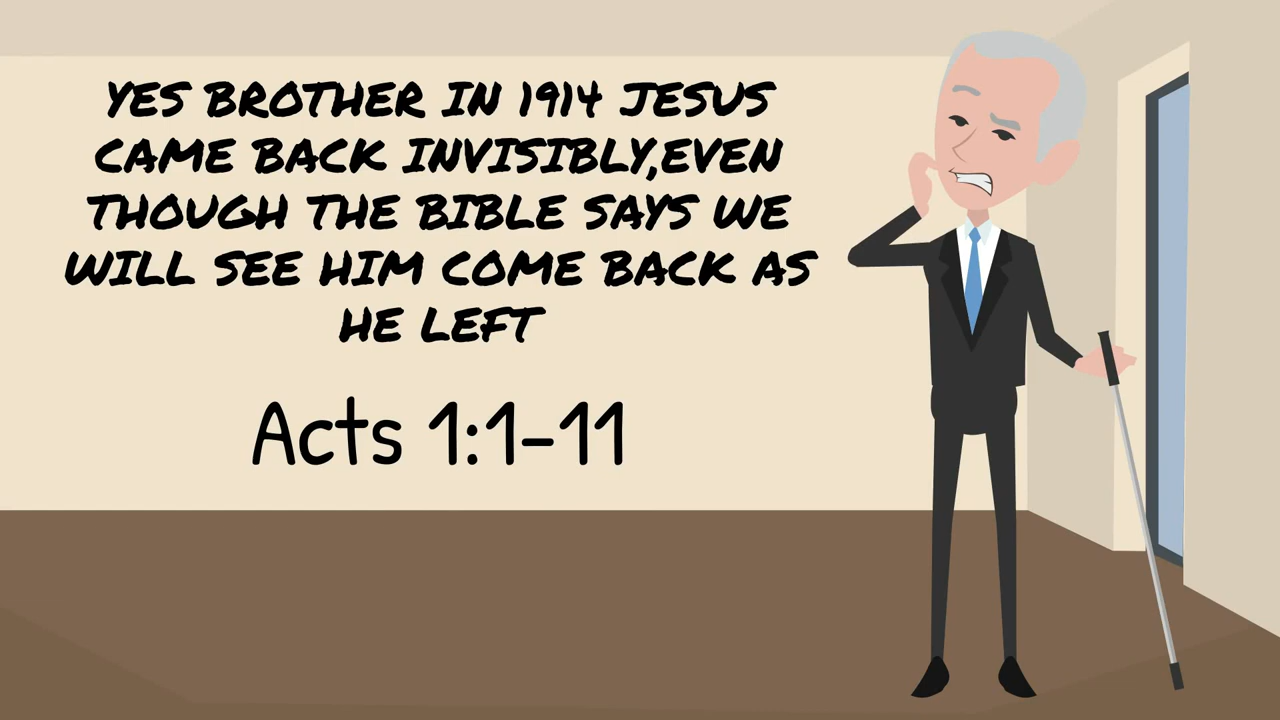 YES BROTHER IN 1914 JESUS
CAME BACK INVISIBLY,EVEN
THOUGH THE BIBLE SAYS WE
WILL SEE HIM COME BACK AS
HE LEFT
Acts 1:1-11